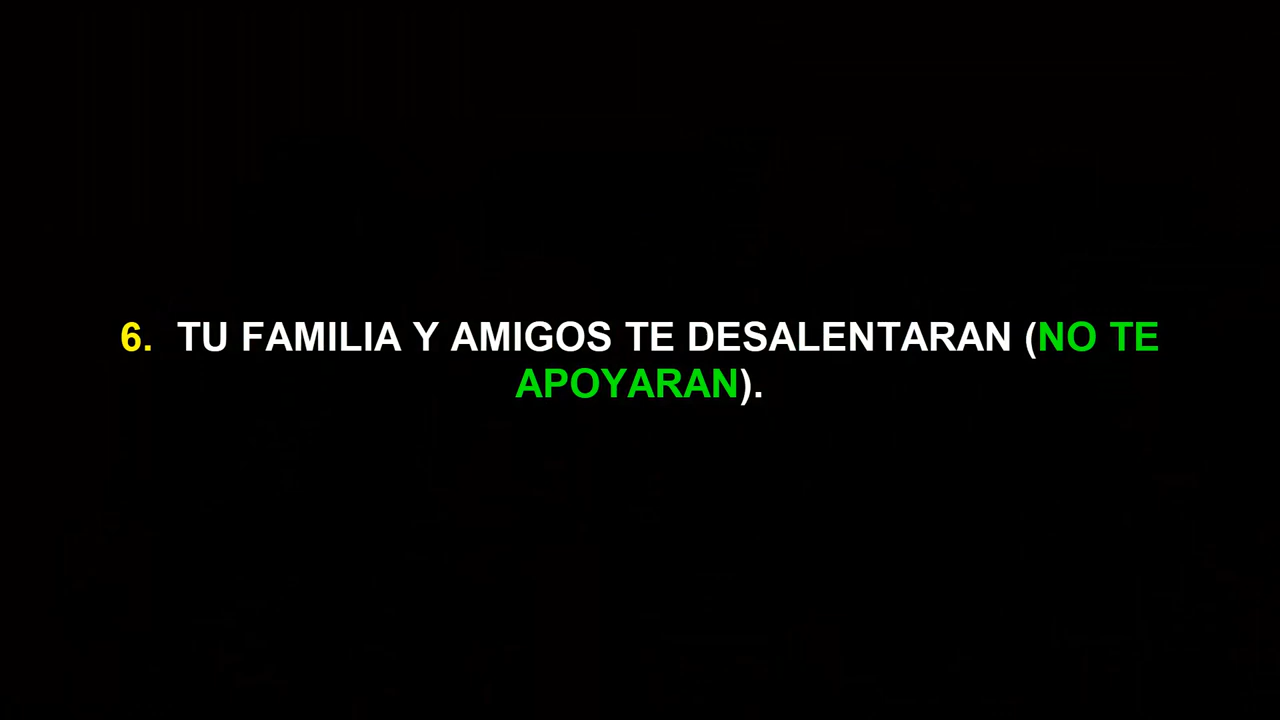 6. TU FAMILIA Y AMIGOS TE DESALENTARAN (NO TE
APOYARAN).